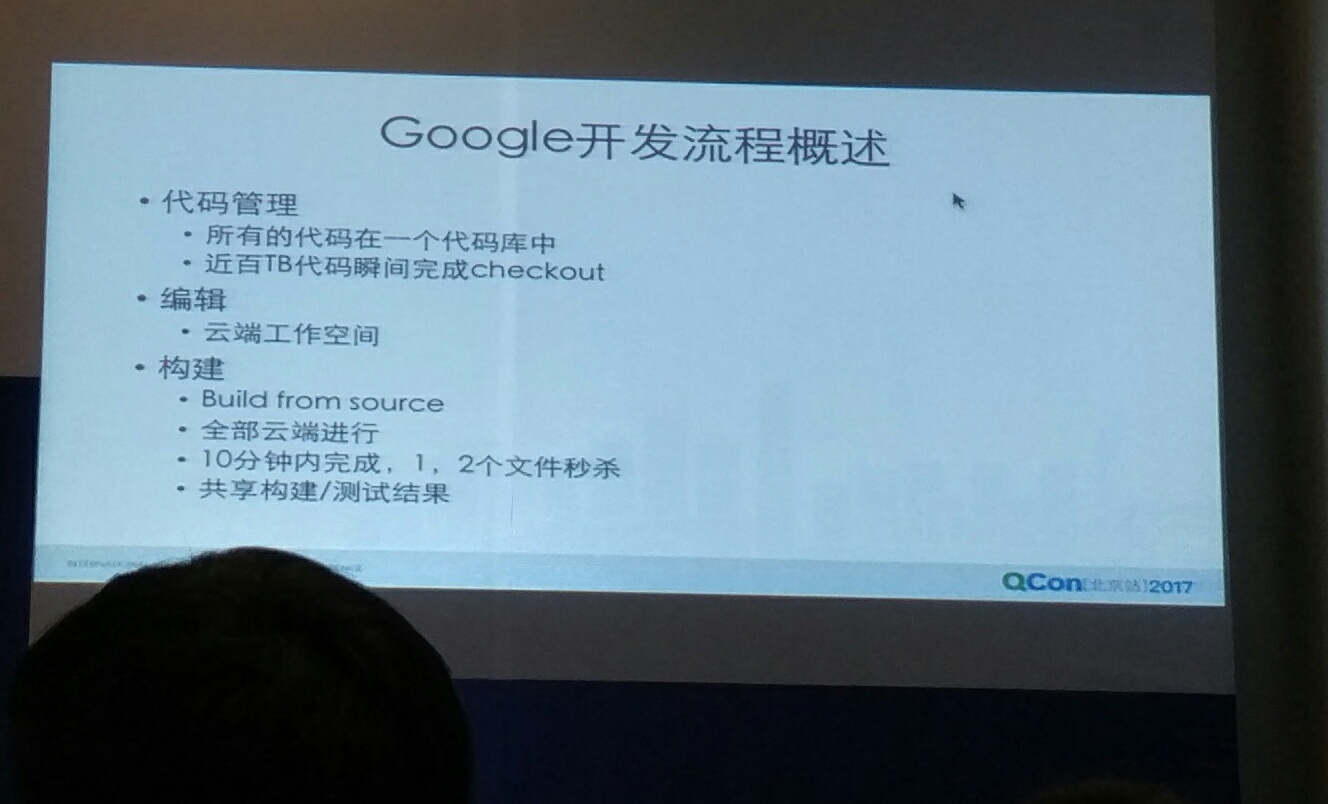 Google开发流程概述
• 代码管理
• 所有的代码在一个代码库中
• 近百TB代码瞬间完成checkout
• 编辑
• 云端工作空间
• 构建
• Build from source
• 全部云端进行
• 10分钟内完成，1，2个文件秒杀
• 共享构建/测试结果
QCon[北京站]2017